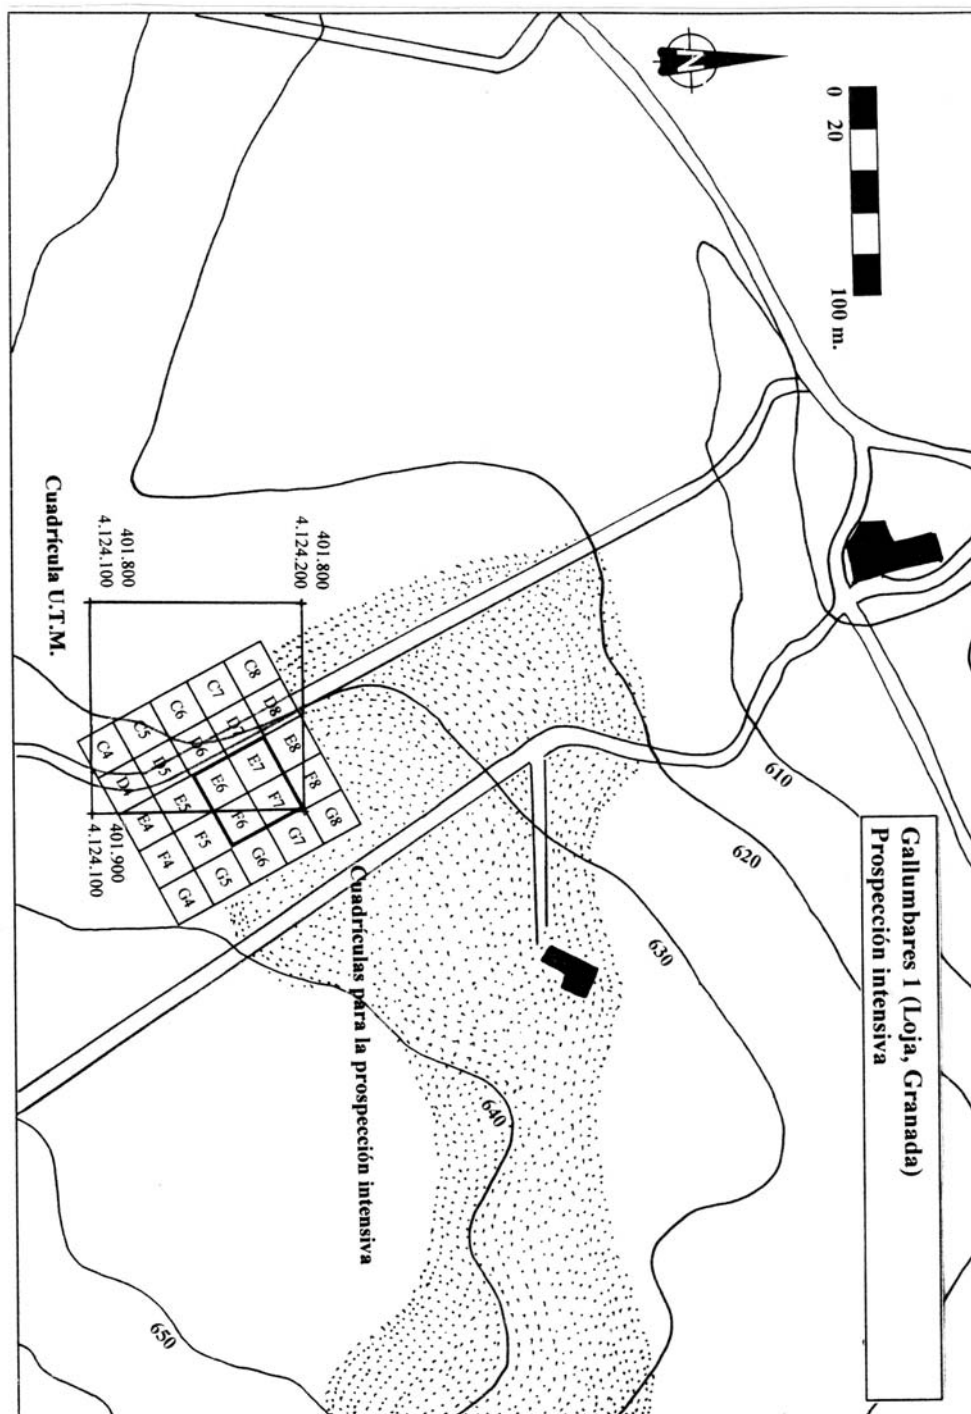 Gallumbares 1 (Loja, Granada)
Prospección intensiva
N
0 20 100 m.
610
620
630
640
650
401.800
4.124.200
401.800
4.124.100
401.900
4.124.100
Cuadrícula U.T.M.
Cuadrículas para la prospección intensiva
C8 D8 E8 F8 G8
C7 D7 E7 F7 G7
C6 D6 E6 F6 G6
C5 D5 E5 F5 G5
C4 D4 E4 F4 G4